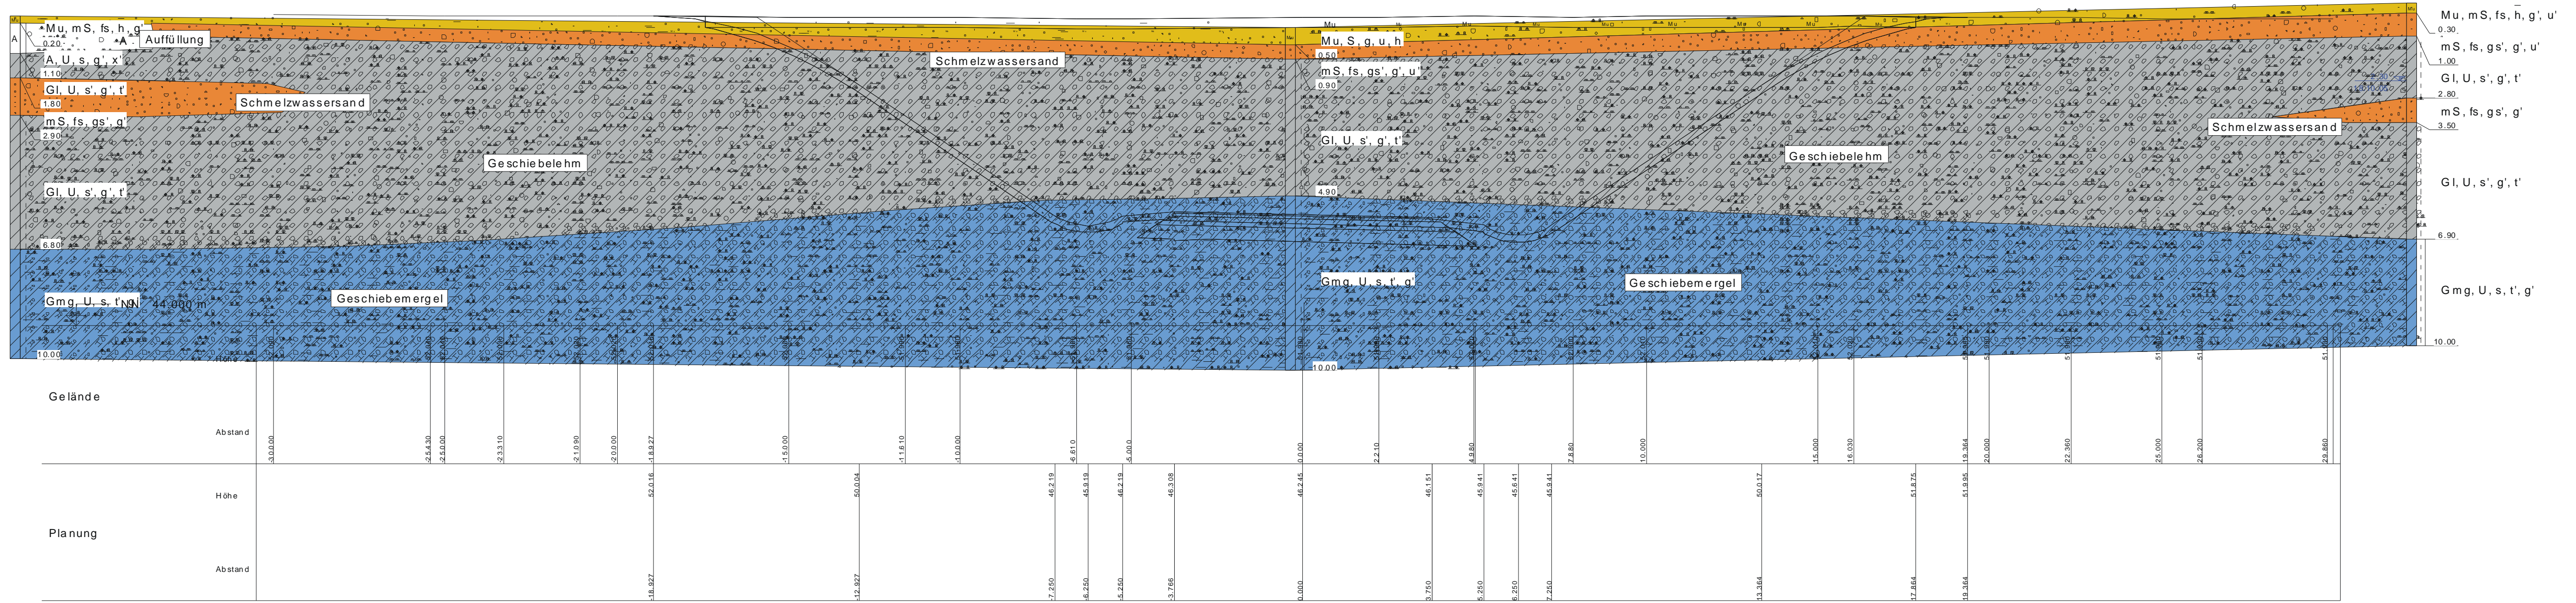 Mu, mS, fs, h, g'
0.20
A
A
Auffüllung
A, U, s, g', x'
1.10
Gl, U, s', g', t'
1.80
Schmelzwassersand
mS, fs, gs', g'
2.90
Geschiebelehm
Gl, U, s', g', t'
6.80
Gmg, U, s, t', g'
NN 44.000 m
Geschiebemergel
10.00
Schmelzwassersand
Mu
Mu, S, g, u, h
0.50
mS, fs, gs', g', u'
0.90
Gl, U, s', g', t'
4.90
Gmg, U, s, t', g'
10.00
Geschiebelehm
Geschiebemergel
Schmelzwassersand
Mu, mS, fs, h, g', u'
0.30
mS, fs, gs', g', u'
1.00
Gl, U, s', g', t'
2.80
mS, fs, gs', g'
3.50
Gl, U, s', g', t'
6.90
Gmg, U, s, t', g'
10.00
Höhe
Gelände
Abstand
-30.000 -25.430 -25.000 -23.310 -21.090 -20.000 -18.927 -15.000 -11.610 -10.000 -6.610 -5.000 0.000 2.210 4.980 7.880 10.000 15.000 16.030 19.364 20.000 22.360 25.000 26.200 29.860
Höhe
52.016 50.004 46.219 45.919 46.219 46.308 46.245 46.151 45.941 45.641 45.941 50.017 51.875 51.995
Planung
Abstand
-18.927 -12.927 -7.250 -6.250 -5.250 -3.766 0.000 3.750 5.250 6.250 7.250 13.364 17.864 19.364